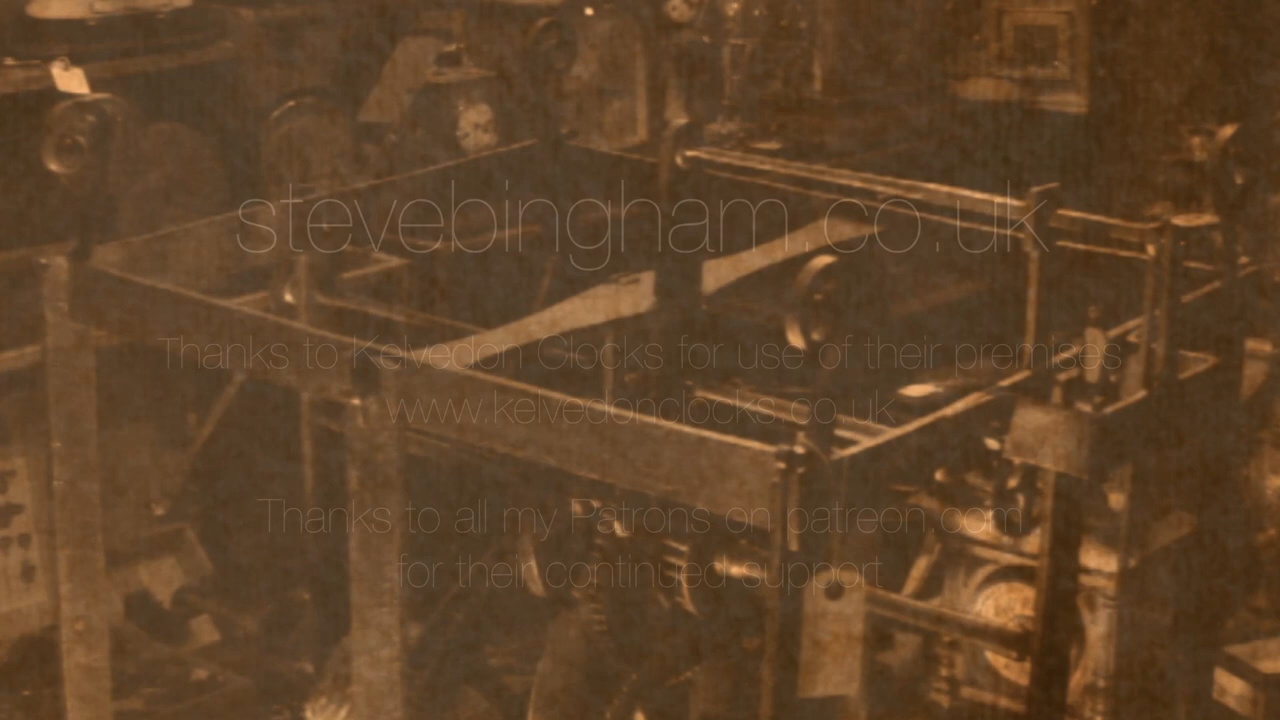 stevebingham.co.uk
Thanks to Kelvedon Clocks for use of their premises
www.kelvedonclocks.co.uk
Thanks to all my Patrons on patreon.com
for their continued support